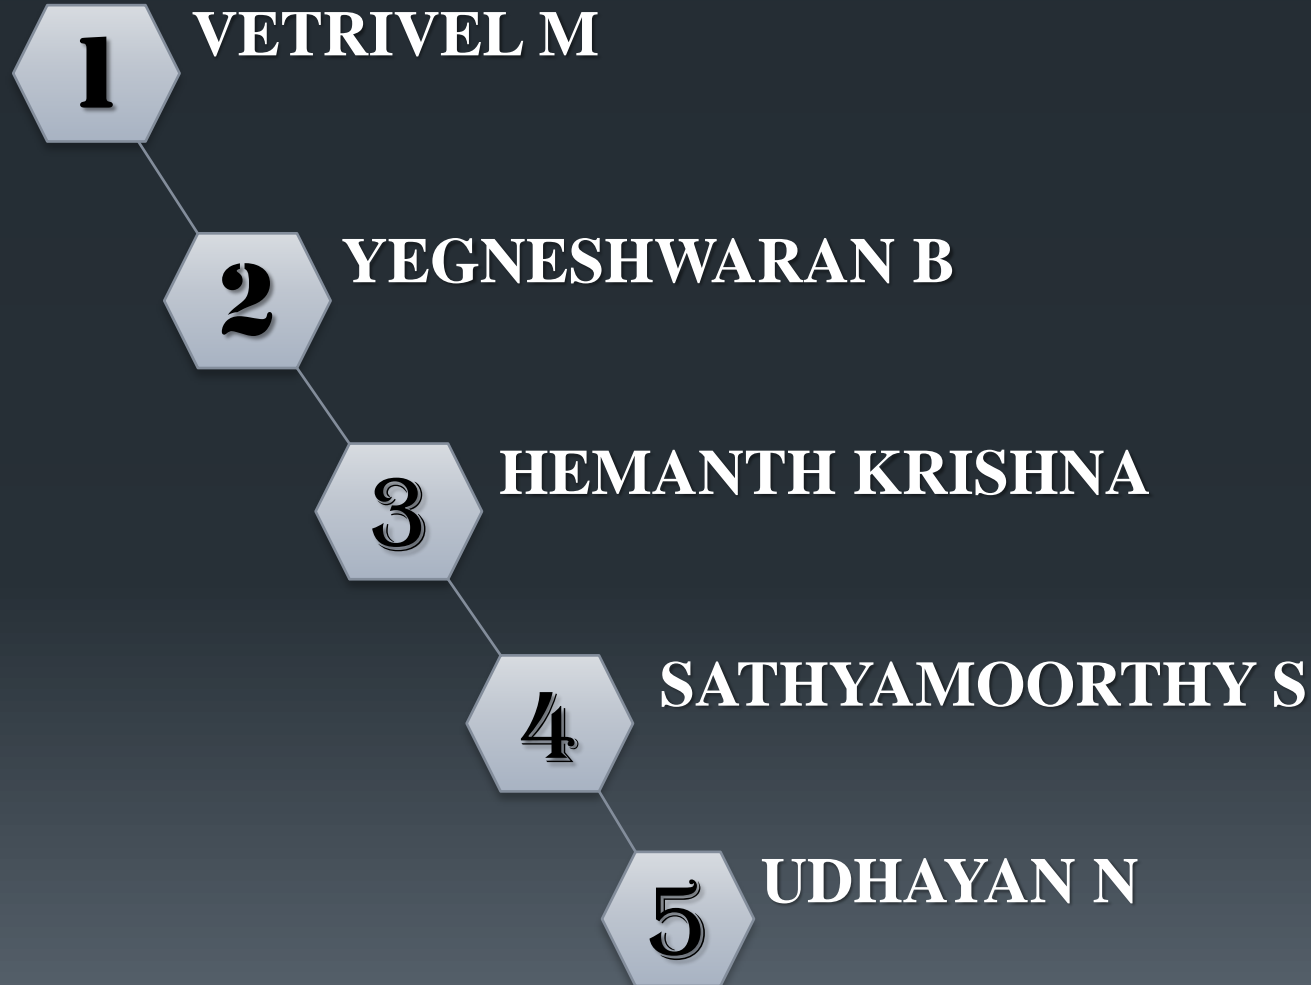 1 VETRIVEL M
2 YEGNESHWARAN B
3 HEMANTH KRISHNA
4 SATHYAMOORTHY S
5 UDHAYAN N